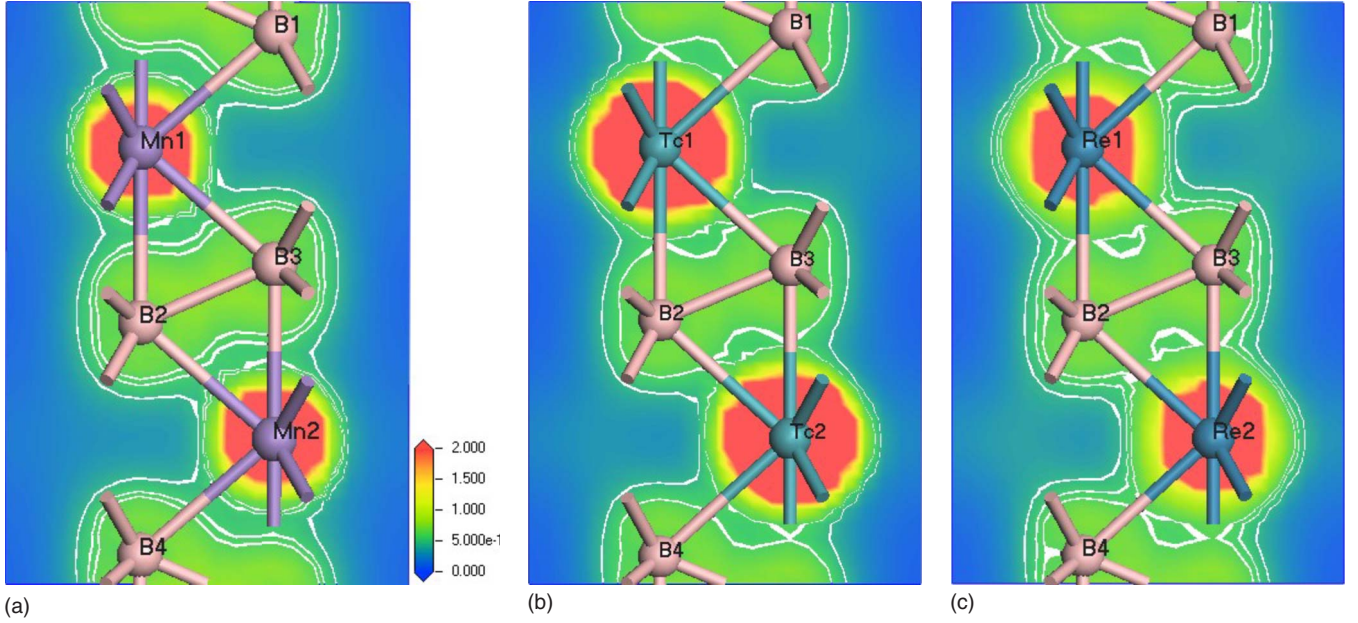 B1
Mn1
B3
B2
Mn2
B4
2.000
1.500
1.000
5.000e-1
0.000
(a)
B1
Tc1
B3
B2
Tc2
B4
(b)
B1
Re1
B3
B2
Re2
B4
(c)